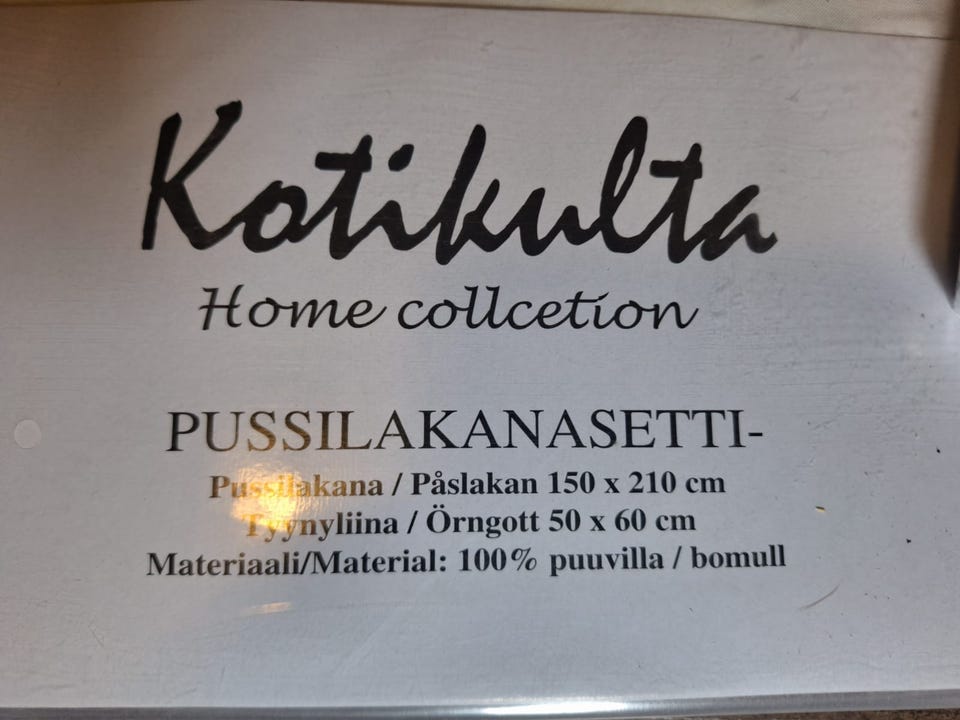 Kotikulta
Home collcetion
PUSSILAKANASETTI-
Pussilakana / Påslakan 150 x 210 cm
Tyynyliina / Örngott 50 x 60 cm
Materiaali/Material: 100% puuvilla / bomull